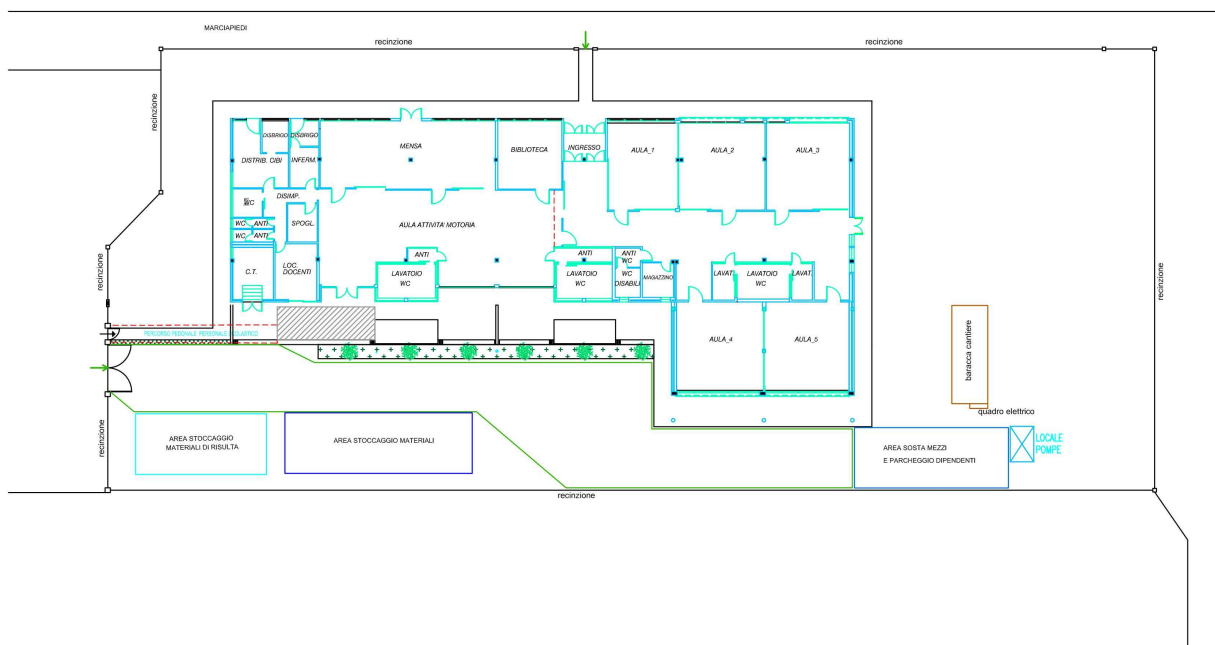 MARCIAPIEDI
recinzione
recinzione
recinzione
DISBRIGO
DISBRIGO
MENSA
BIBLIOTECA
INGRESSO
AULA_1
AULA_2
AULA_3
DISTRIB. CIBI
INFERM.
DISIMP.
WC
SPOGL.
AULA ATTIVITA' MOTORIA
WC
ANTI
WC
ANTI
ANTI
ANTI
ANTI
WC
C.T.
LOC.
DOCENTI
LAVATOIO
WC
LAVATOIO
WC
WC
DISABILI
MAGAZZINO
LAVAT.
LAVATOIO
WC
LAVAT.
recinzione
recinzione
PERCORSO PEDONALE PERSONALE SCOLASTICO
AULA_4
AULA_5
baracca cantiere
quadro elettrico
recinzione
AREA STOCCAGGIO
MATERIALI DI RISULTA
AREA STOCCAGGIO MATERIALI
AREA SOSTA MEZZI
E PARCHEGGIO DIPENDENTI
LOCALE
POMPE
recinzione